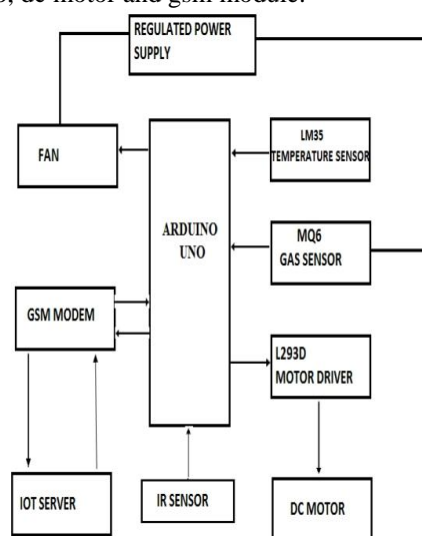 , dc motor and gsm module.
REGULATED POWER
SUPPLY
FAN
LM35
TEMPERATURE SENSOR
ARDUINO
UNO
MQ6
GAS SENSOR
GSM MODEM
L293D
MOTOR DRIVER
IOT SERVER
IR SENSOR
DC MOTOR